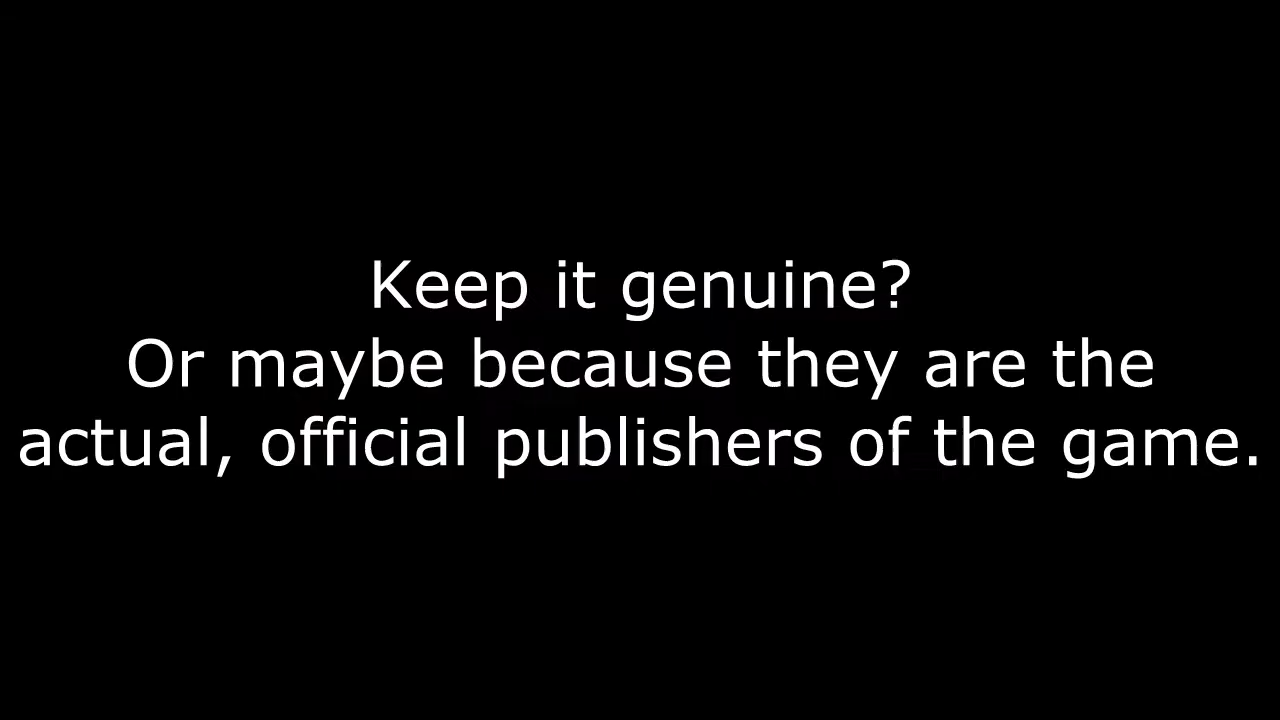 Keep it genuine?
Or maybe because they are the
actual, official publishers of the game.